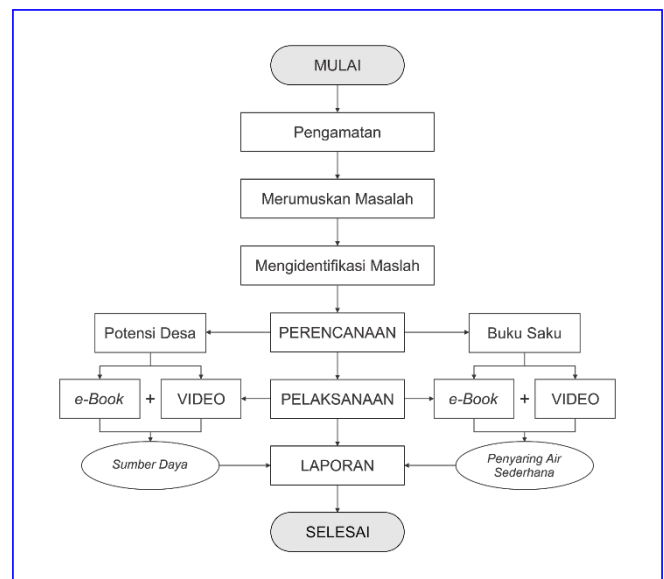 MULAI
Pengamatan
Merumuskan Masalah
Mengidentifikasi Maslah
Potensi Desa
PERENCANAAN
Buku Saku
e-Book + VIDEO
PELAKSANAAN
e-Book + VIDEO
Sumber Daya
LAPORAN
Penyaring Air
Sederhana
SELESAI